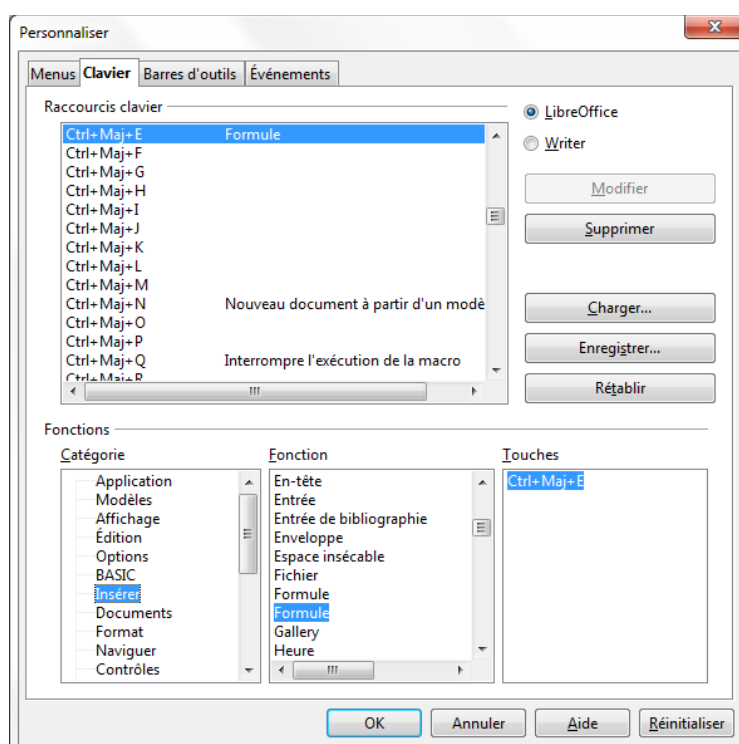 Personnaliser
Menus Clavier Barres d'outils Événements
Raccourcis clavier
Ctrl+Maj+E Formule
Ctrl+Maj+F
Ctrl+Maj+G
Ctrl+Maj+H
Ctrl+Maj+I
Ctrl+Maj+J
Ctrl+Maj+K
Ctrl+Maj+L
Ctrl+Maj+M
Ctrl+Maj+N Nouveau document à partir d'un modè
Ctrl+Maj+O
Ctrl+Maj+P
Ctrl+Maj+Q Interrompre l'exécution de la macro
Ctrl+Maj+R
LibreOffice
Writer
Modifier
Supprimer
Charger...
Enregistrer...
Rétablir
Fonctions
Catégorie
Application
Modèles
Affichage
Édition
Options
BASIC
Insérer
Documents
Format
Naviguer
Contrôles
Fonction
En-tête
Entrée
Entrée de bibliographie
Enveloppe
Espace insécable
Fichier
Formule
Formule
Gallery
Heure
Touches
Ctrl+Maj+E
OK Annuler Aide Réinitialiser